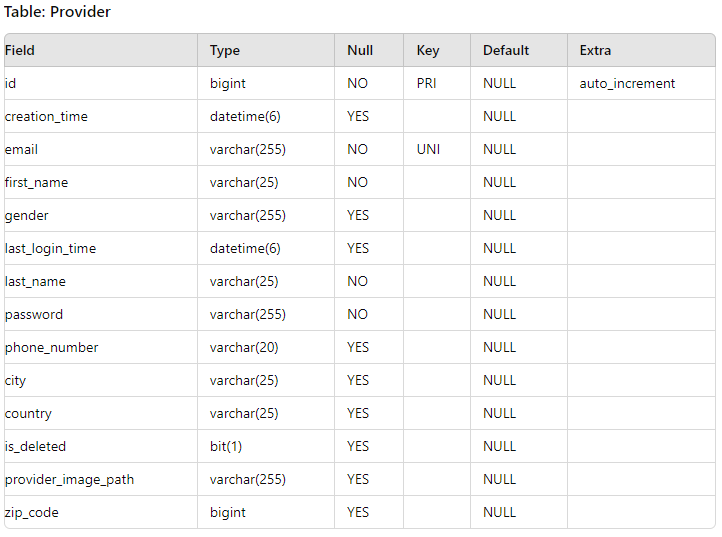 Table: Provider
Field Type Null Key Default Extra
id bigint NO PRI NULL auto_increment
creation_time datetime(6) YES NULL
email varchar(255) NO UNI NULL
first_name varchar(25) NO NULL
gender varchar(255) YES NULL
last_login_time datetime(6) YES NULL
last_name varchar(25) NO NULL
password varchar(255) NO NULL
phone_number varchar(20) YES NULL
city varchar(25) YES NULL
country varchar(25) YES NULL
is_deleted bit(1) YES NULL
provider_image_path varchar(255) YES NULL
zip_code bigint YES NULL